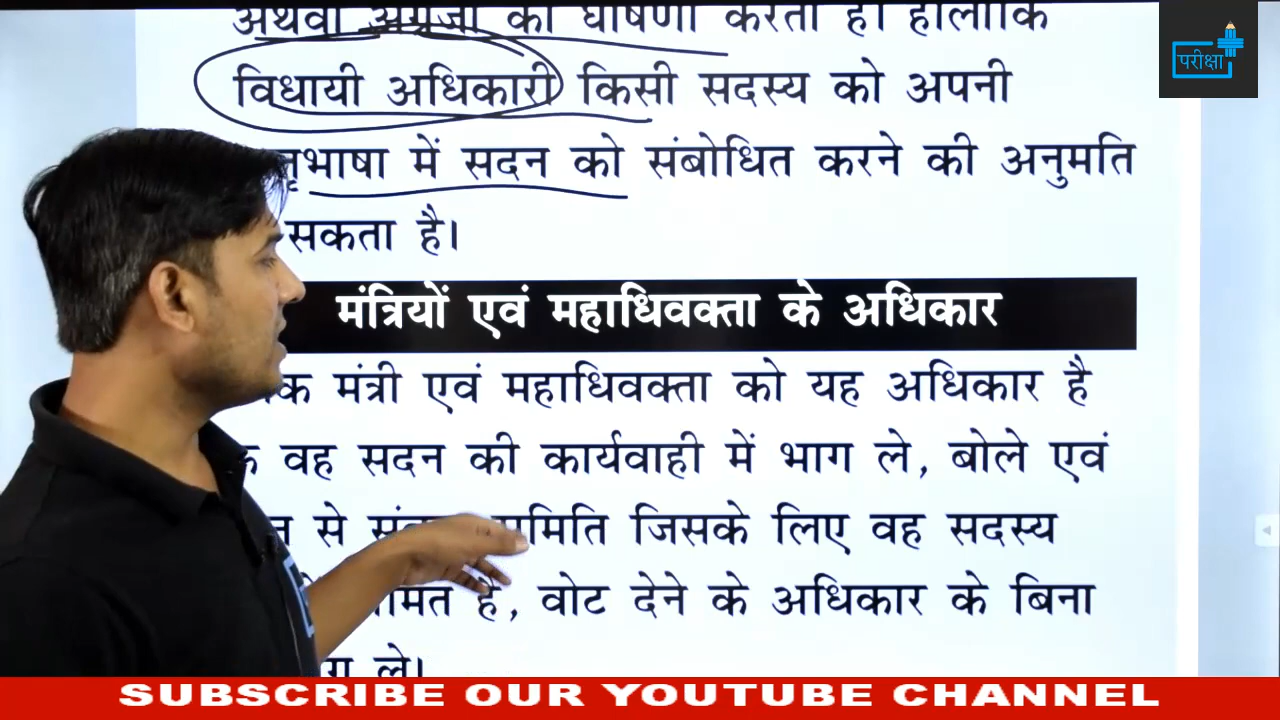 अथवा अंग्रेजी की घोषणा करता है। हालाँकि
परीक्षा
विधायी अधिकारी किसी सदस्य को अपनी
में सदन को संबोधित करने की अनुमति
सकता है।
मंत्रियों एवं महाधिवक्ता के अधिकार
मंत्री एवं महाधिवक्ता को यह अधिकार है
वह सदन की कार्यवाही में भाग ले, बोले एवं
से जिसके लिए वह सदस्य
है, वोट देने के अधिकार के बिना
ले।
SUBSCRIBE OUR YOUTUBE CHANNEL